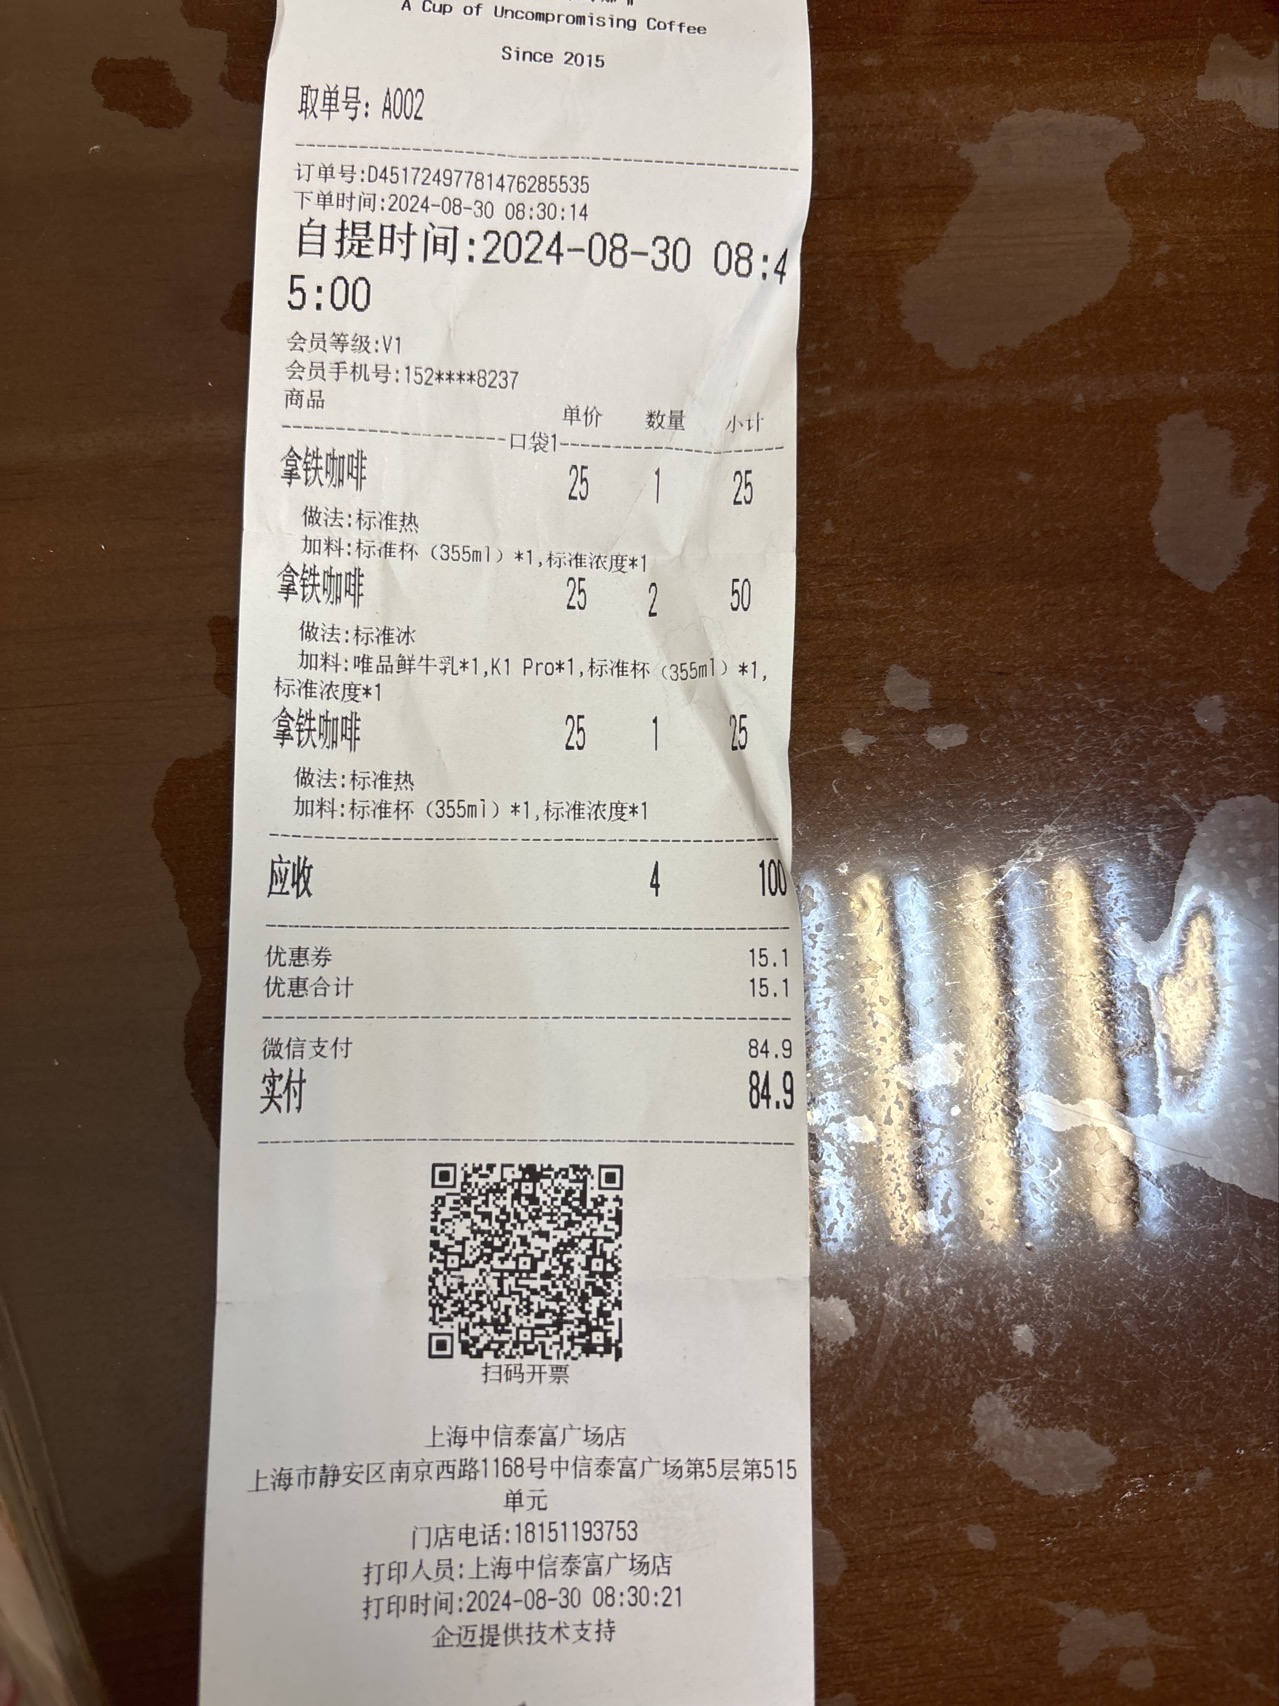 A Cup of Uncompromising Coffee
Since 2015
取单号: A002
订单号:D45172497781476285535
下单时间:2024-08-30 08:30:14
自提时间:2024-08-30 08:4
5:00
会员等级:V1
会员手机号:152****8237
商品 单价 数量 小计
口袋1
拿铁咖啡 25 1 25
做法:标准热
加料:标准杯（355ml）*1,标准浓度*1
拿铁咖啡 25 2 50
做法:标准冰
加料:唯品鲜牛乳*1,K1 Pro*1,标准杯（355ml）*1,
标准浓度*1
拿铁咖啡 25 1 25
做法:标准热
加料:标准杯（355ml）*1,标准浓度*1
应收 4 100
优惠券 15.1
优惠合计 15.1
微信支付 84.9
实付 84.9
扫码开票
上海中信泰富广场店
上海市静安区南京西路1168号中信泰富广场第5层第515
单元
门店电话:18151193753
打印人员:上海中信泰富广场店
打印时间:2024-08-30 08:30:21
企迈提供技术支持